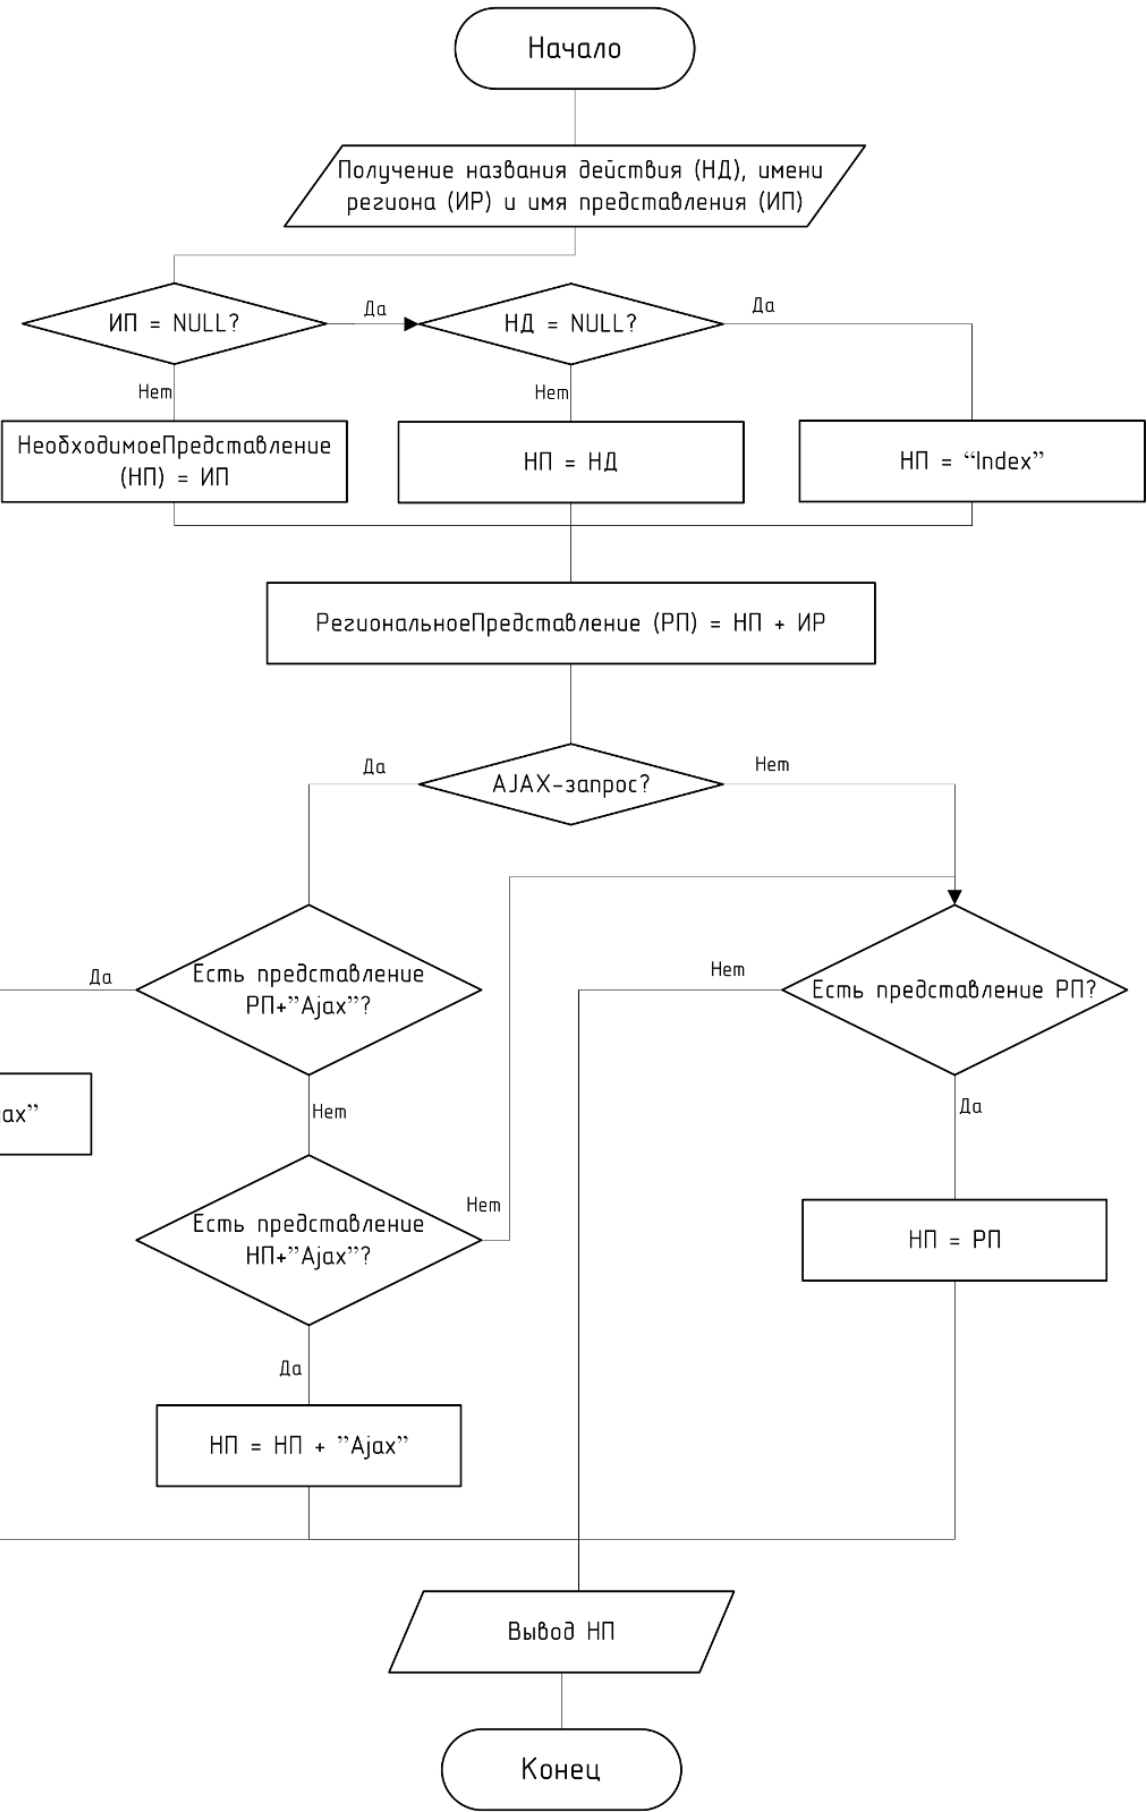 Начало
Получение названия действия (НД), имени
региона (ИР) и имя представления (ИП)
ИП = NULL?
Да
НД = NULL?
Да
Нет
Нет
НеобходимоеПредставление
(НП) = ИП
НП = НД
НП = “Index”
РегиональноеПредставление (РП) = НП + ИР
Да
AJAX-запрос?
Нет
Да
Есть представление
РП+”Ajax”?
Нет
Есть представление РП?
Нет
Да
ax”
Есть представление
НП+”Ajax”?
Нет
НП = РП
Да
НП = НП + ”Ajax”
Вывод НП
Конец